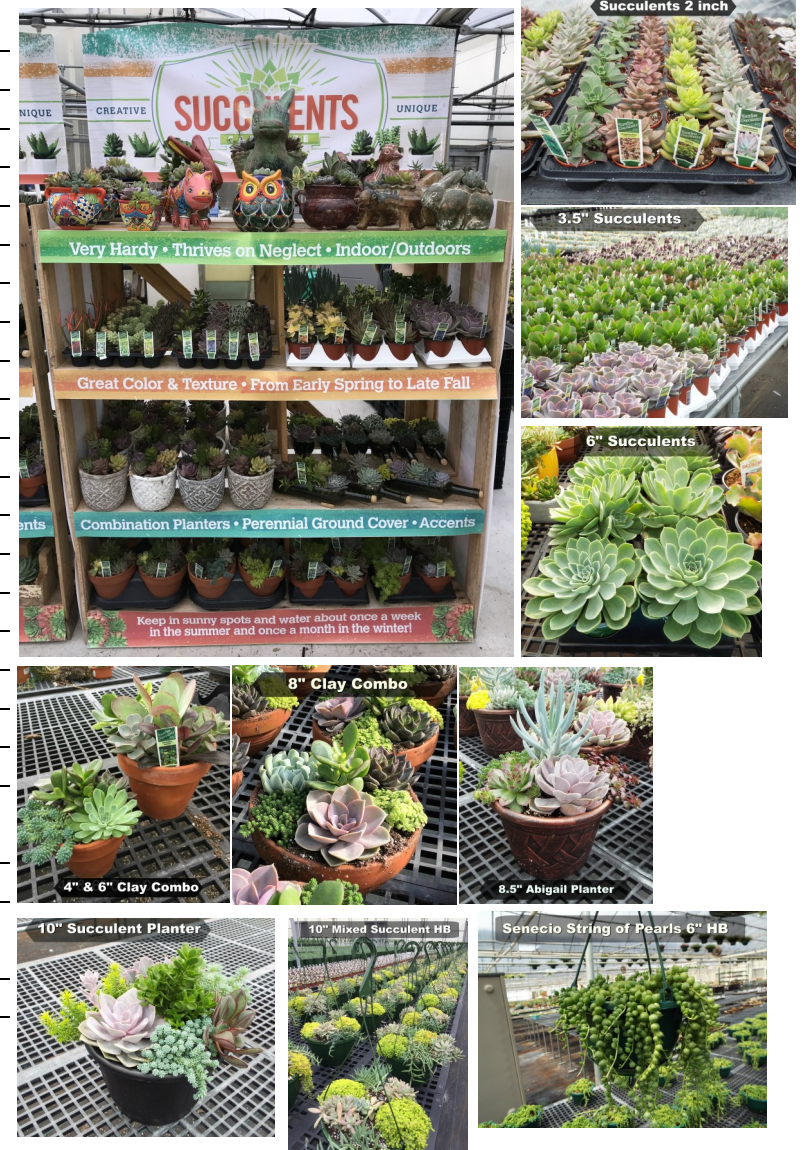 NIQUE
CREATIVE
SUCCULENTS
UNIQUE
Very Hardy • Thrives on Neglect • Indoor/Outdoors
Great Color & Texture • From Early Spring to Late Fall
ents
Combination Planters • Perennial Ground Cover • Accents
Keep in sunny spots and water about once a week
in the summer and once a month in the winter!
Succulents 2 inch
3.5" Succulents
6" Succulents
4" & 6" Clay Combo
8" Clay Combo
8.5" Abigail Planter
10" Succulent Planter
10" Mixed Succulent HB
Senecio String of Pearls 6" HB